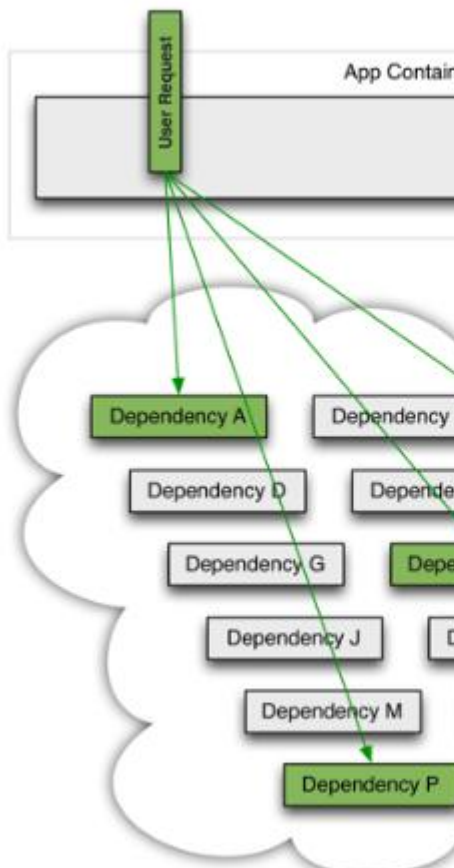 User Request
App Contain
Dependency A
Dependency
Dependency D
Depende
Dependency G
Depe
Dependency J
D
Dependency M
Dependency P